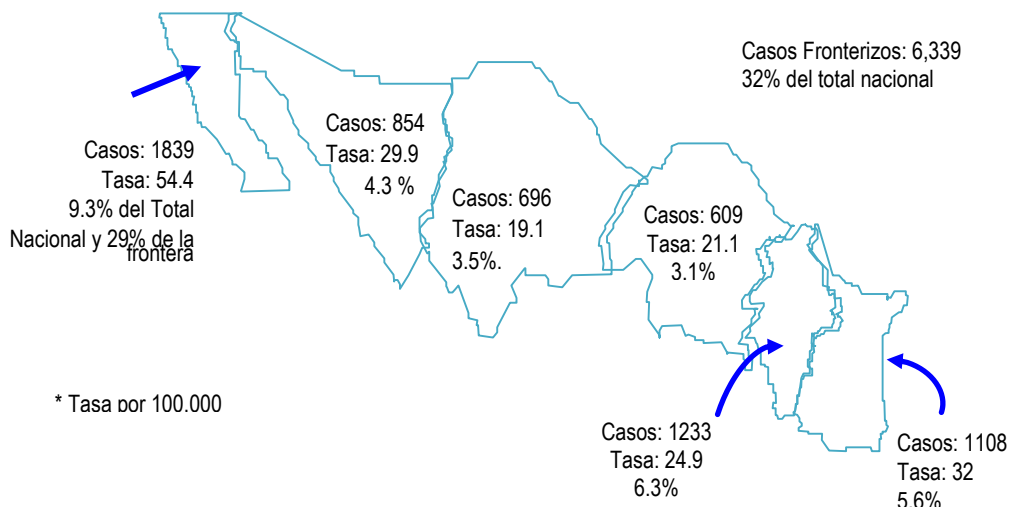 Casos Fronterizos: 6,339
32% del total nacional
Casos: 1839
Tasa: 54.4
9.3% del Total
Nacional y 29% de la
frontera
Casos: 854
Tasa: 29.9
4.3 %
Casos: 696
Tasa: 19.1
3.5%.
Casos: 609
Tasa: 21.1
3.1%
* Tasa por 100.000
Casos: 1233
Tasa: 24.9
6.3%
Casos: 1108
Tasa: 32
5.6%